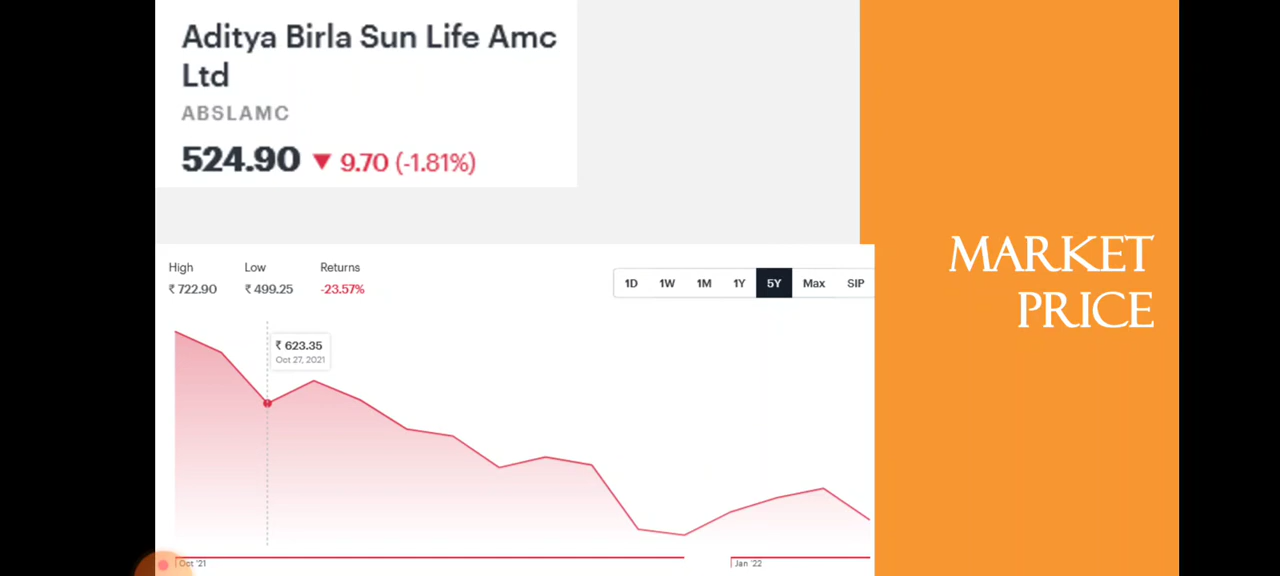 Aditya Birla Sun Life Amc
Ltd
ABSLAMC
524.90 ▼ 9.70 (-1.81%)
MARKET
PRICE
High Low Returns
₹ 722.90 ₹ 499.25 -23.57%
1D 1W 1M 1Y 5Y Max SIP
₹ 623.35
Oct 27, 2021
Oct '21 Jan '22